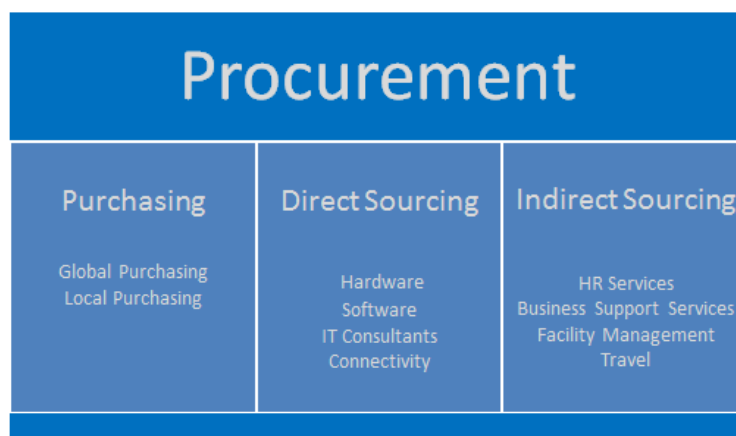 Procurement
Purchasing
Global Purchasing
Local Purchasing
Direct Sourcing
Hardware
Software
IT Consultants
Connectivity
Indirect Sourcing
HR Services
Business Support Services
Facility Management
Travel